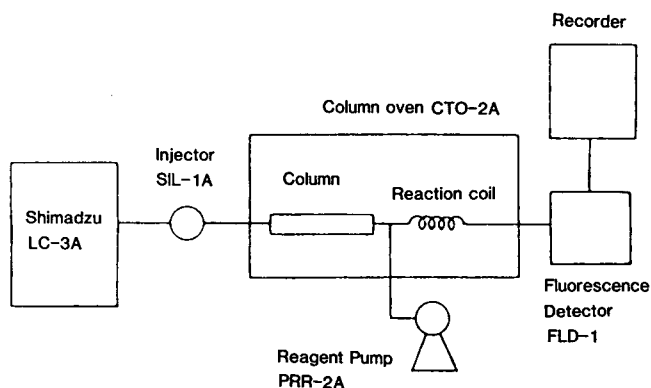 Recorder
Column oven CTO-2A
Injector
SIL-1A
Column
Reaction coil
Shimadzu
LC-3A
Fluorescence
Detector
FLD-1
Reagent Pump
PRR-2A